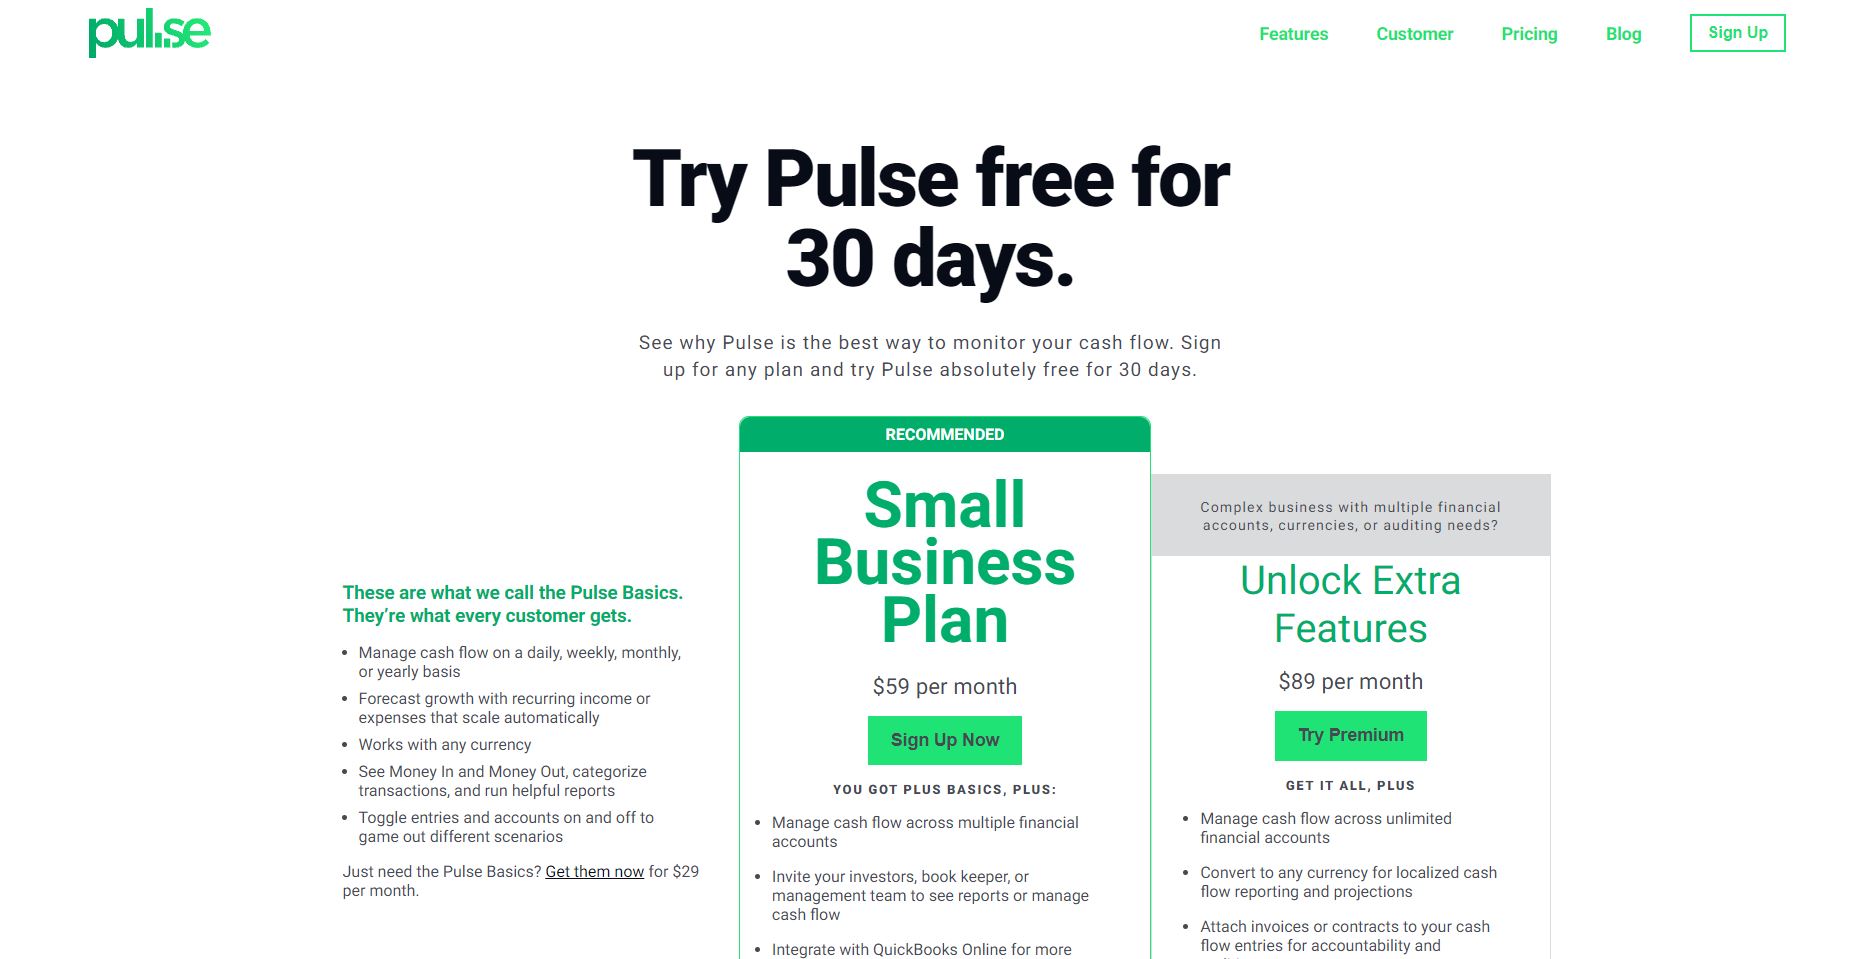 pulse
Features
Customer
Pricing
Blog
Sign Up
Try Pulse free for
30 days.
See why Pulse is the best way to monitor your cash flow. Sign
up for any plan and try Pulse absolutely free for 30 days.
These are what we call the Pulse Basics.
They’re what every customer gets.
• Manage cash flow on a daily, weekly, monthly,
or yearly basis
• Forecast growth with recurring income or
expenses that scale automatically
• Works with any currency
• See Money In and Money Out, categorize
transactions, and run helpful reports
• Toggle entries and accounts on and off to
game out different scenarios
Just need the Pulse Basics? Get them now for $29
per month.
RECOMMENDED
Small
Business
Plan
$59 per month
Sign Up Now
YOU GOT PLUS BASICS, PLUS:
• Manage cash flow across multiple financial
accounts
• Invite your investors, book keeper, or
management team to see reports or manage
cash flow
• Integrate with QuickBooks Online for more
Complex business with multiple financial
accounts, currencies, or auditing needs?
Unlock Extra
Features
$89 per month
Try Premium
GET IT ALL, PLUS
• Manage cash flow across unlimited
financial accounts
• Convert to any currency for localized cash
flow reporting and projections
• Attach invoices or contracts to your cash
flow entries for accountability and